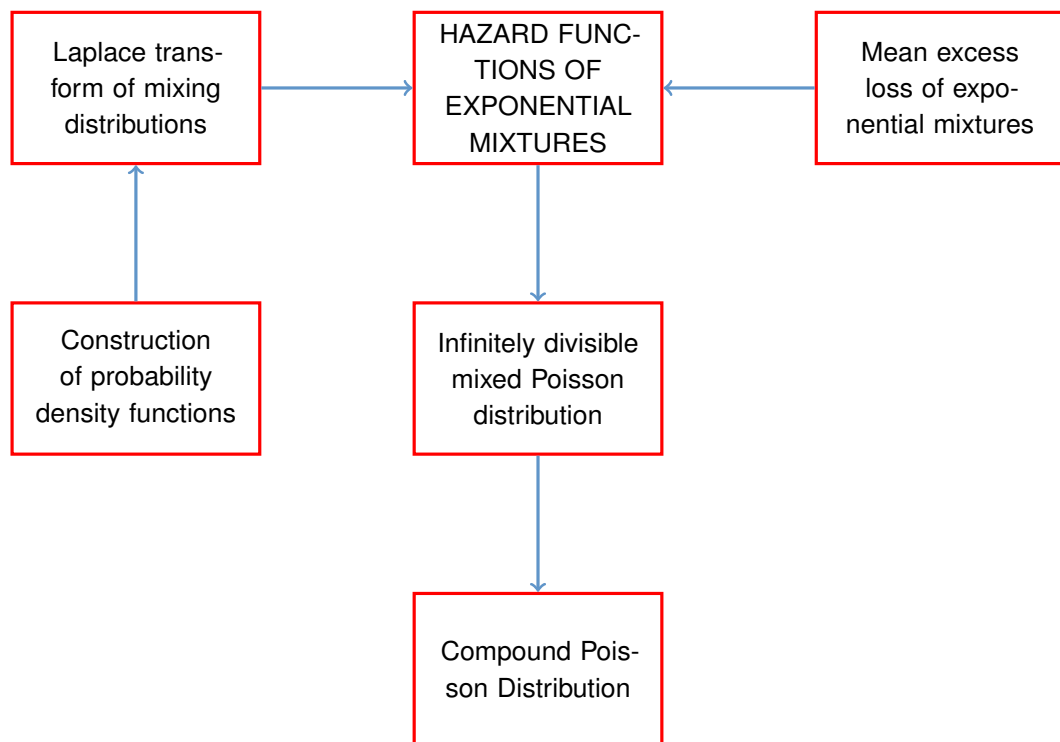 Laplace trans-
form of mixing
distributions
HAZARD FUNC-
TIONS OF
EXPONENTIAL
MIXTURES
Mean excess
loss of expo-
nential mixtures
Construction
of probability
density functions
Infinitely divisible
mixed Poisson
distribution
Compound Pois-
son Distribution